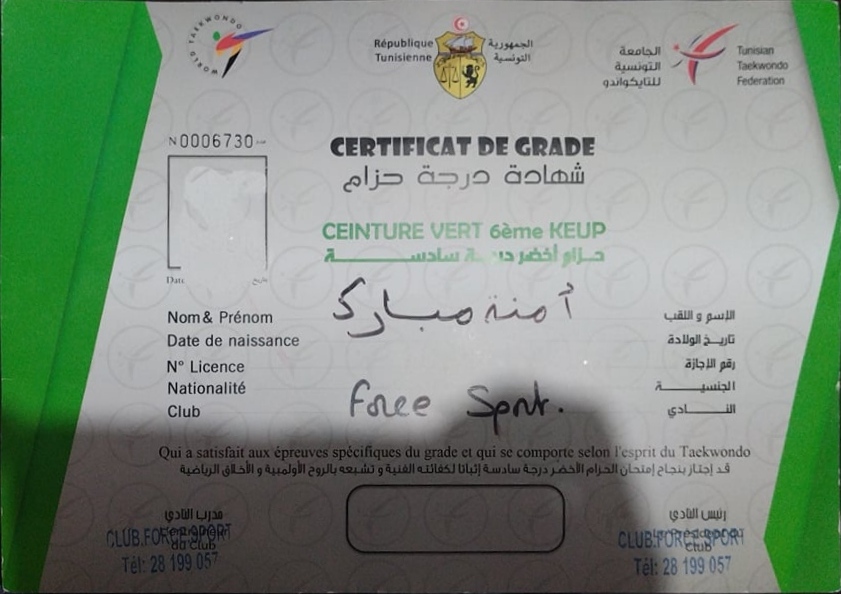 WORLD TAEKWONDO
République
Tunisienne
الجمهورية
التونسية
الجامعة
التونسية
للتايكواندو
Tunisian
Taekwondo
Federation
N 0006730
CERTIFICAT DE GRADE
شهادة درجة حزام
CEINTURE VERT 6ème KEUP
حزام أخضر درجة سادسة
Date تاريخ
Nom & Prénom آمنة مبارك الإسم و اللقب
Date de naissance تاريخ الولادة
N° Licence رقم الإجازة
Nationalité الجنسية
Club Force Sport. النادي
Qui a satisfait aux épreuves spécifiques du grade et qui se comporte selon l'esprit du Taekwondo
قد إجتاز بنجاح إمتحان الحزام الأخضر درجة سادسة إثباتا لكفائته الفنية و تشبعه بالروح الأولمبية و الأخلاق الرياضية
مدرب النادي
du Club
CLUB.FORCE.SPORT
Tél: 28 199 057
رئيس النادي
Club
CLUB.FORCE.SPORT
Tél: 28 199 057